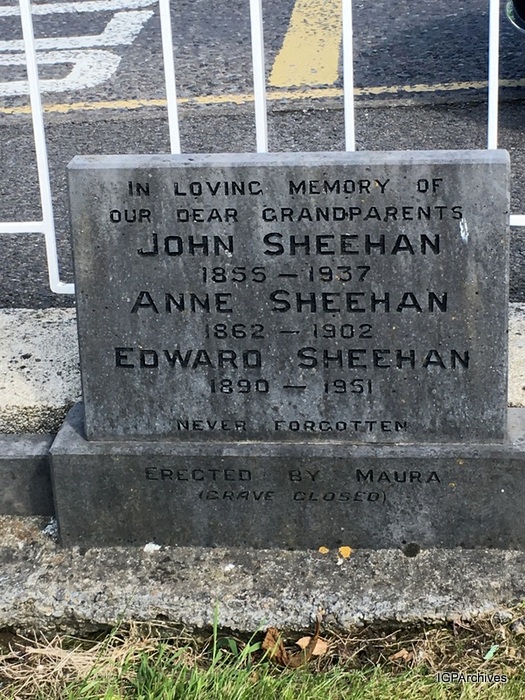 IN LOVING MEMORY OF
OUR DEAR GRANDPARENTS
JOHN SHEEHAN
1855 – 1937
ANNE SHEEHAN
1862 – 1902
EDWARD SHEEHAN
1890 – 1951
NEVER FORGOTTEN
ERECTED BY MAURA
(GRAVE CLOSED)
IGPArchives